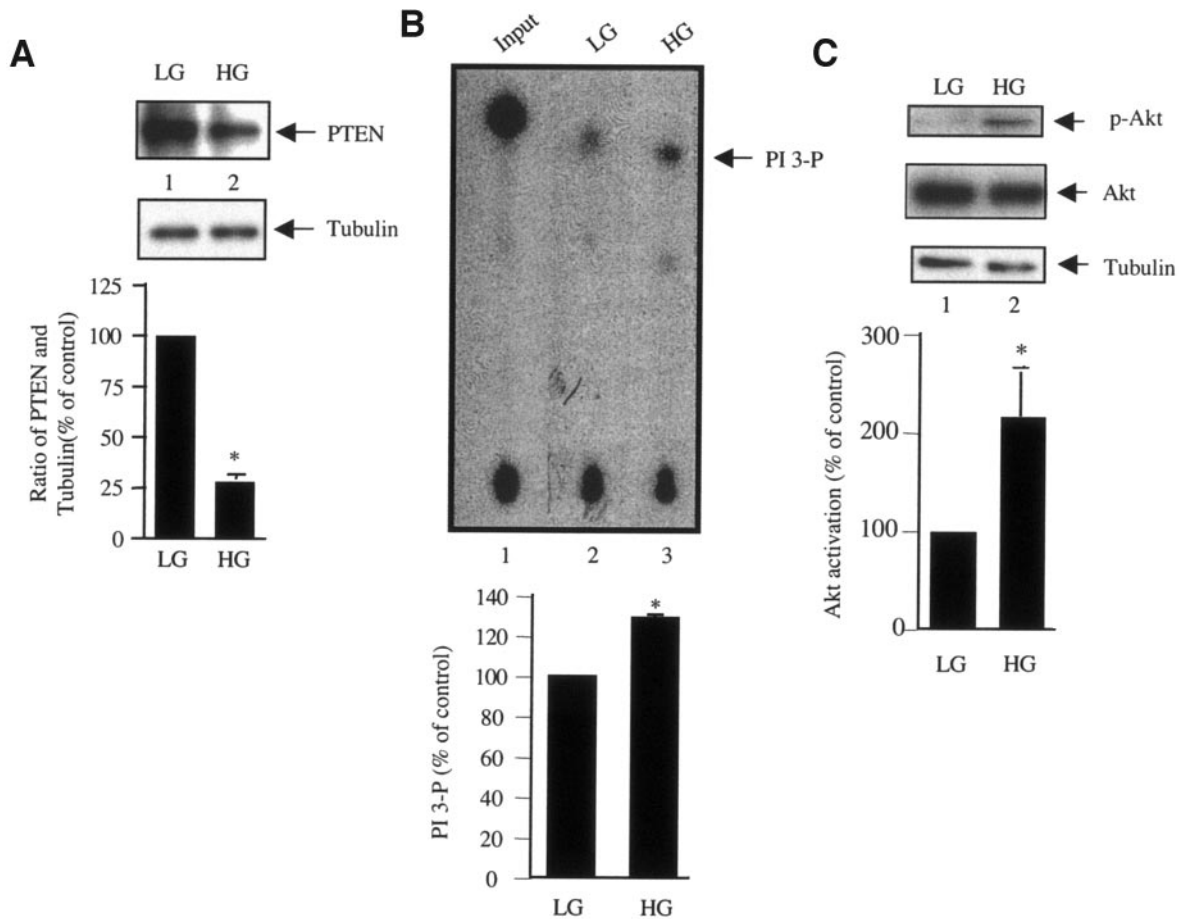 A
LG HG
PTEN
1 2
Tubulin
125
100
75
50
25
0
Ratio of PTEN and
Tubulin(% of control)
*
LG HG
B
Input LG HG
PI 3-P
1 2 3
140
120
100
80
60
40
20
0
PI 3-P (% of control)
*
LG HG
C
LG HG
p-Akt
Akt
Tubulin
1 2
300
200
100
0
Akt activation (% of control)
*
LG HG